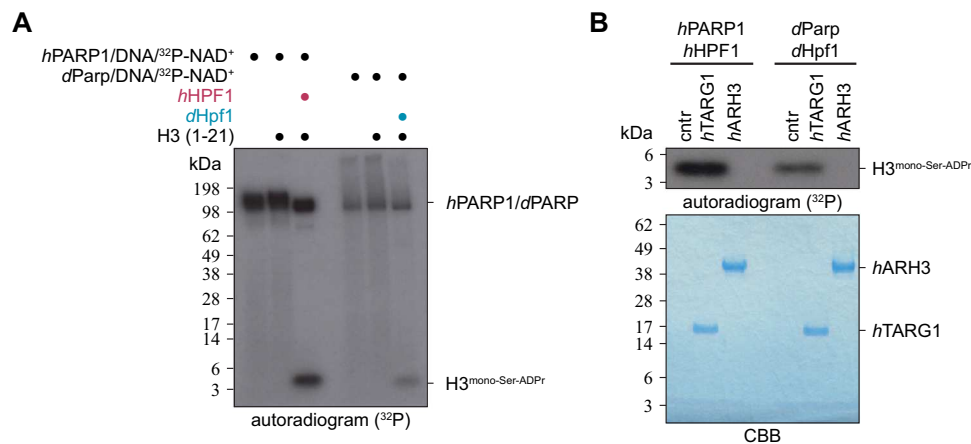 A
hPARP1/DNA/³²P-NAD⁺
dParp/DNA/³²P-NAD⁺
hHPF1
dHpf1
H3 (1-21)
kDa
198
98
62
49
38
28
17
14
6
3
hPARP1/dPARP
H3mono-Ser-ADPr
autoradiogram (³²P)
B
hPARP1 dParp
hHPF1 dHpf1
cntr hTARG1 hARH3 cntr hTARG1 hARH3
kDa
6
3
H3mono-Ser-ADPr
autoradiogram (³²P)
62
49
38
28
17
14
6
3
hARH3
hTARG1
CBB